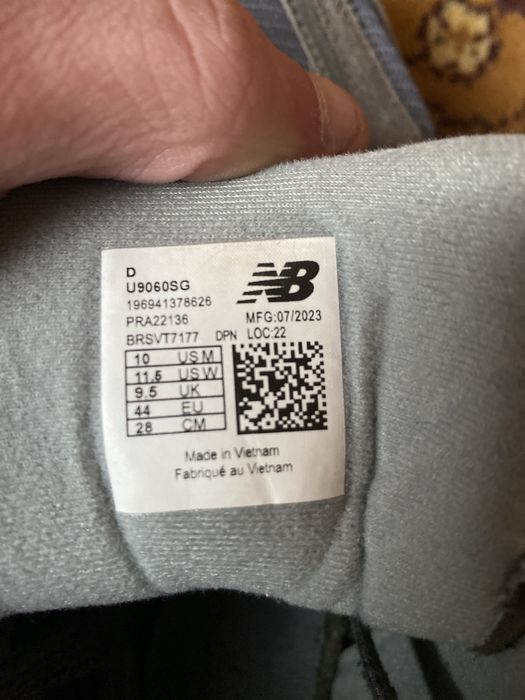 D
U9060SG
NB
196941378626
PRA22136
MFG:07/2023
BRSVT7177 DPN LOC:22
10 US M
11.5 US W
9.5 UK
44 EU
28 CM
Made in Vietnam
Fabriqué au Vietnam